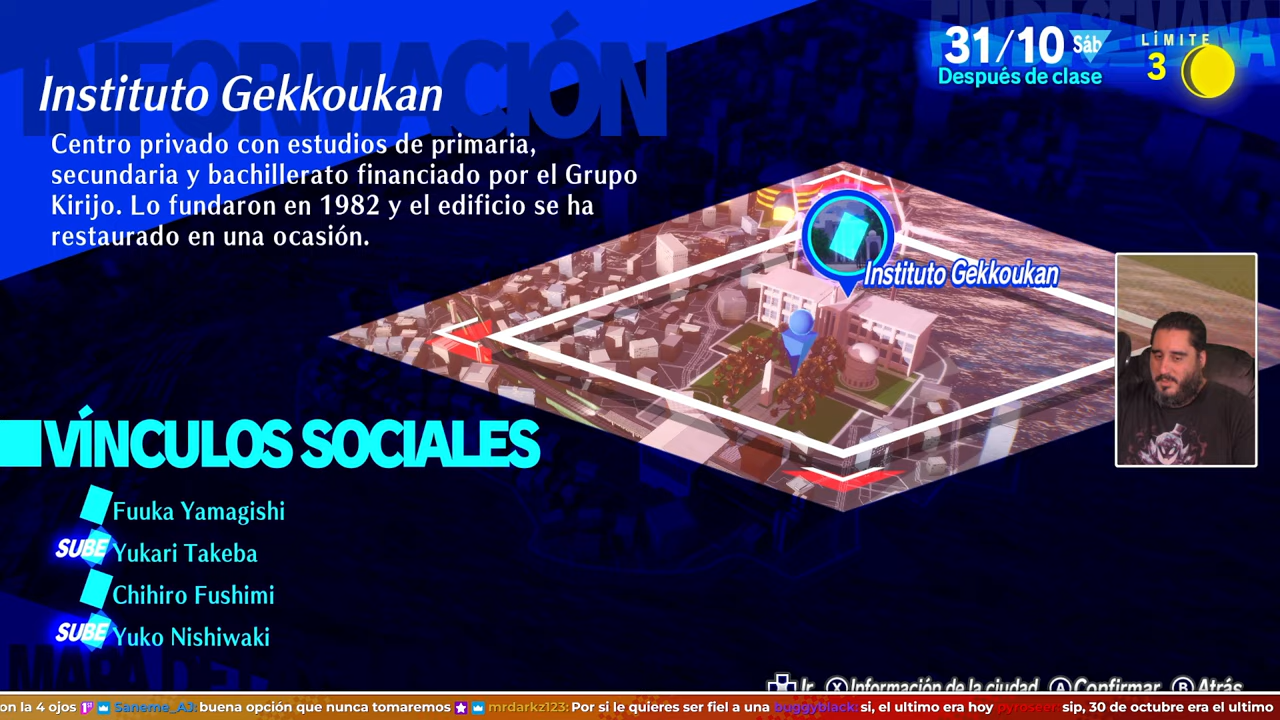 INFORMACIÓN
FIN DE SEMANA
31/10 Sáb
LÍMITE
3
Después de clase
Instituto Gekkoukan
Centro privado con estudios de primaria,
secundaria y bachillerato financiado por el Grupo
Kirijo. Lo fundaron en 1982 y el edificio se ha
restaurado en una ocasión.
Instituto Gekkoukan
VÍNCULOS SOCIALES
Fuuka Yamagishi
SUBE Yukari Takeba
Chihiro Fushimi
SUBE Yuko Nishiwaki
Ir X Información de la ciudad A Confirmar B Atrás
on la 4 ojos Saneme_AJ: buena opción que nunca tomaremos mrdarkz123: Por si le quieres ser fiel a una buggyblack: si, el ultimo era hoy pyroseer: sip, 30 de octubre era el ultimo